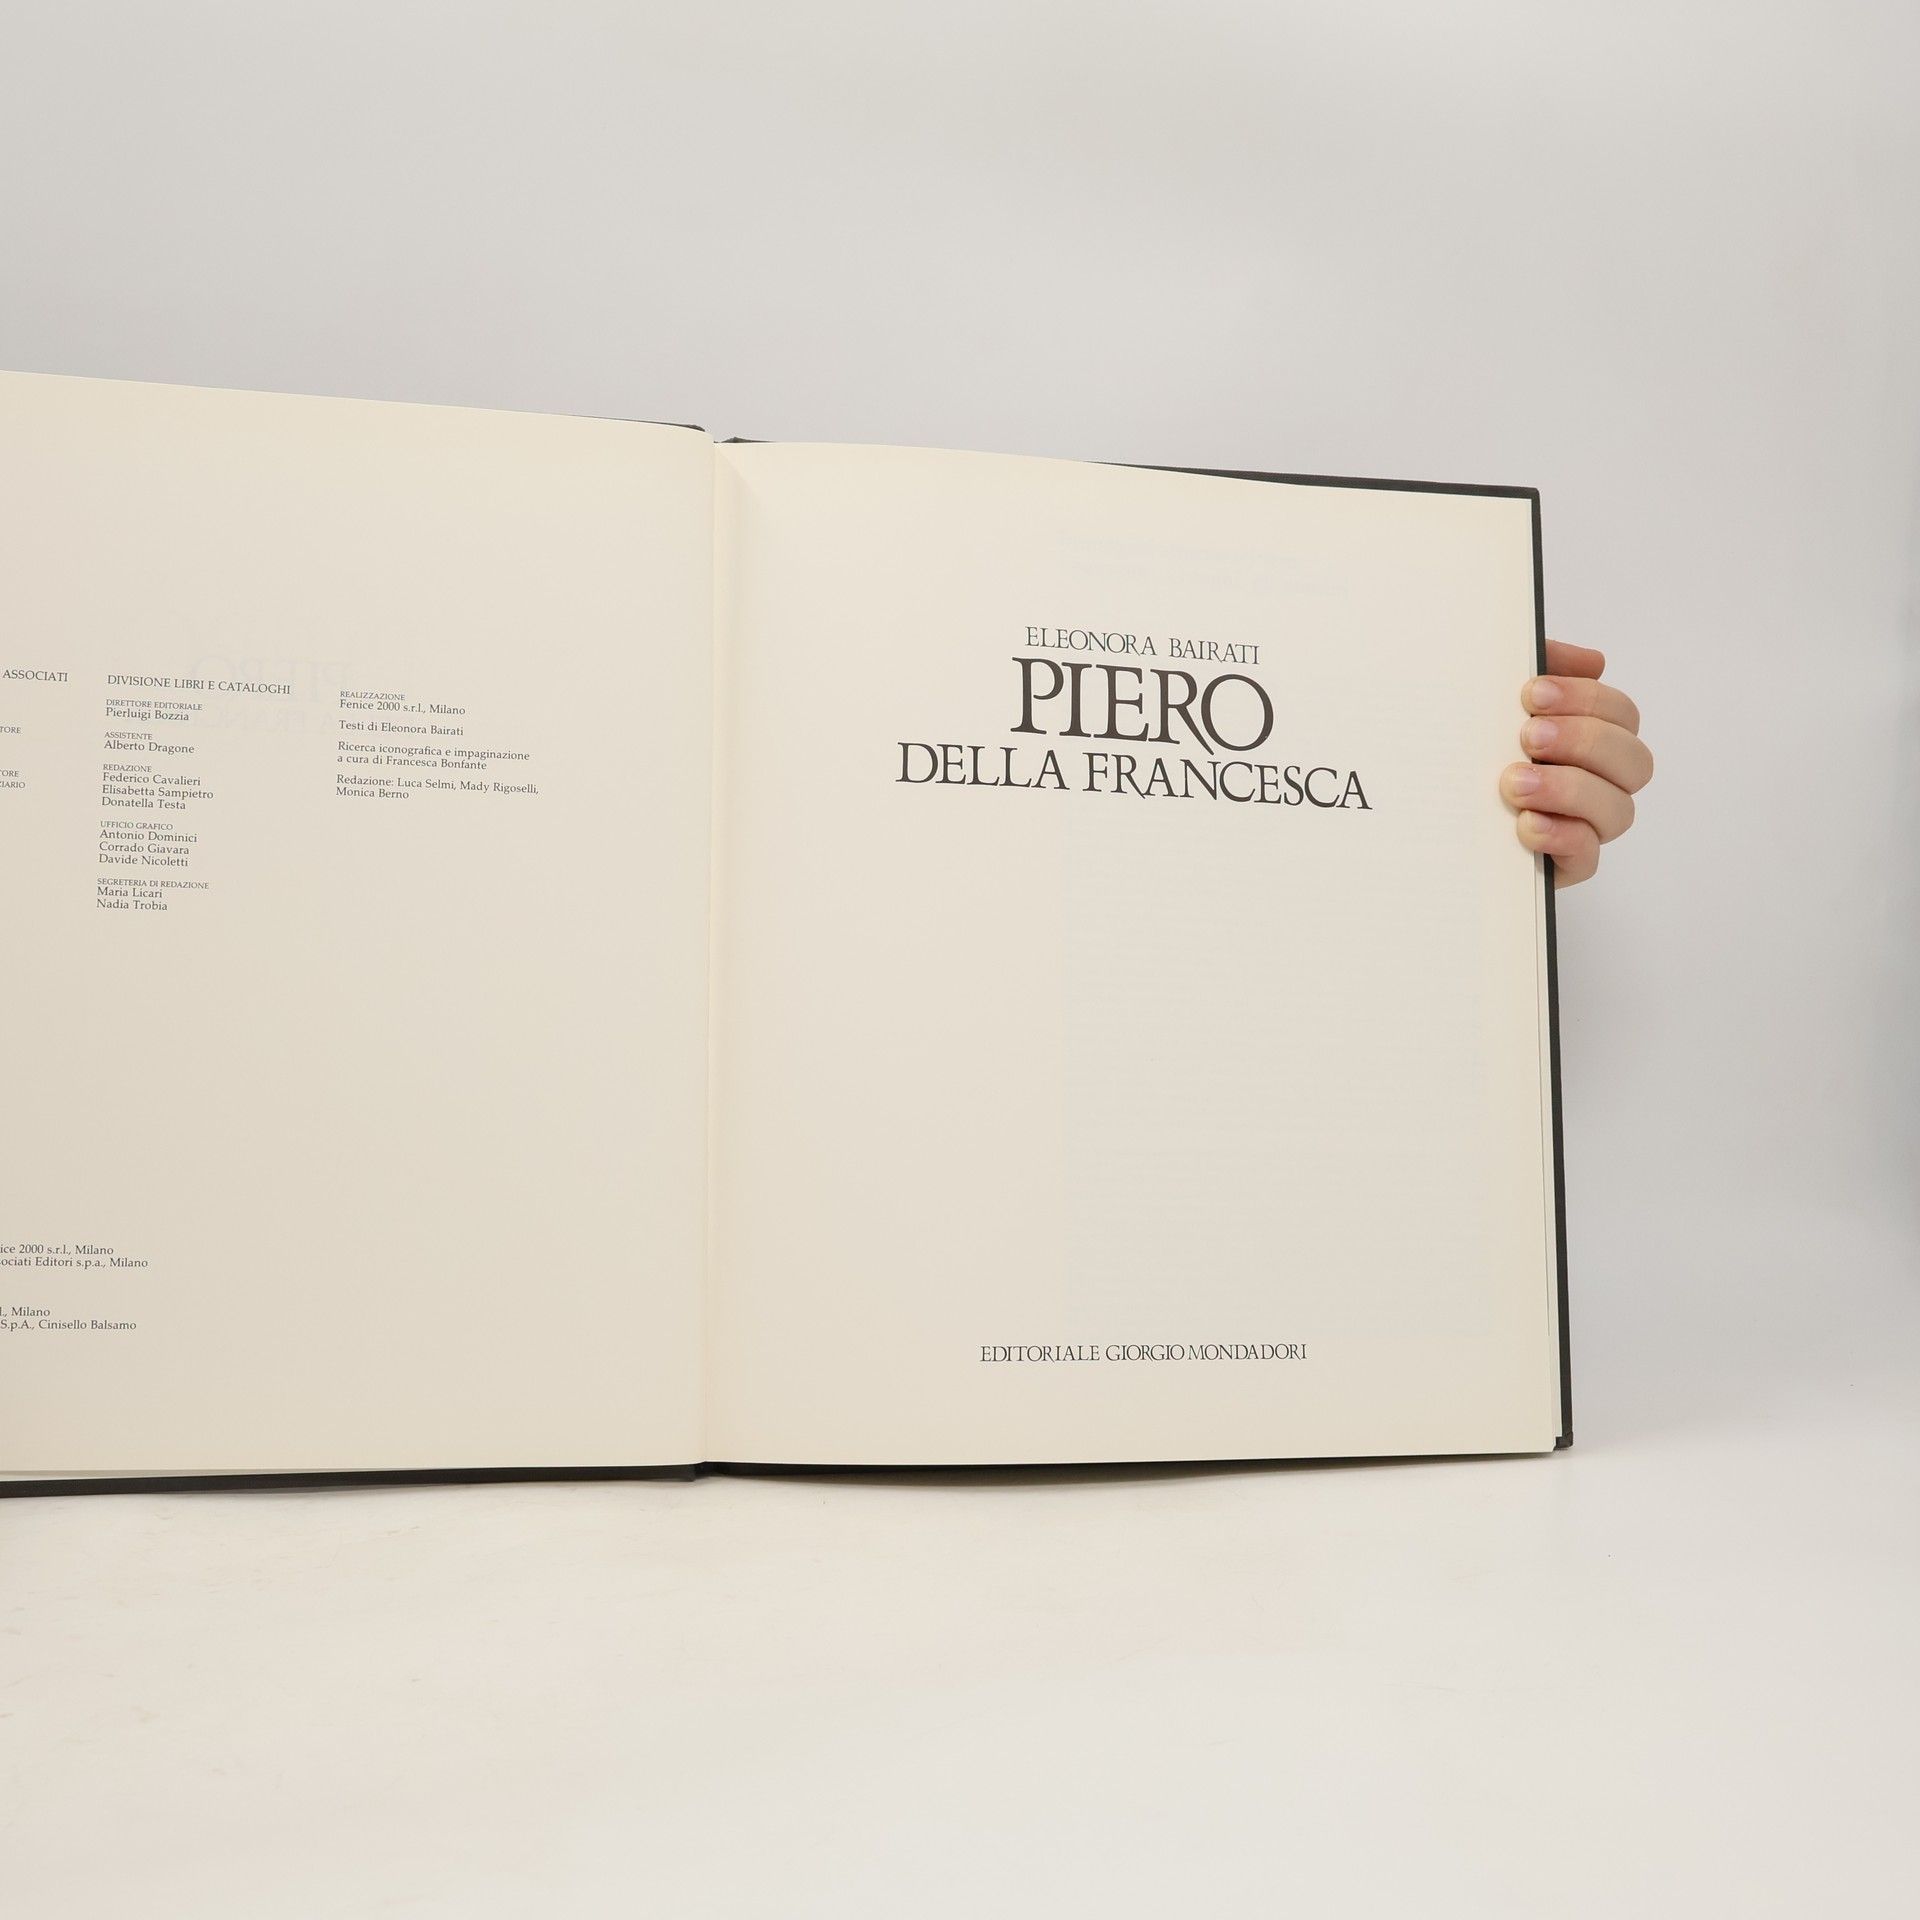 ASSOCIATI
TORE
TORE
ZIARIO
ice 2000 s.r.l., Milano
ociati Editori s.p.a., Milano
l., Milano
S.p.A., Cinisello Balsamo
DIVISIONE LIBRI E CATALOGHI
DIRETTORE EDITORIALE
Pierluigi Bozzia
ASSISTENTE
Alberto Dragone
REDAZIONE
Federico Cavalieri
Elisabetta Sampietro
Donatella Testa
UFFICIO GRAFICO
Antonio Dominici
Corrado Giavara
Davide Nicoletti
SEGRETERIA DI REDAZIONE
Maria Licari
Nadia Trobia
REALIZZAZIONE
Fenice 2000 s.r.l., Milano
Testi di Eleonora Bairati
Ricerca iconografica e impaginazione
a cura di Francesca Bonfante
Redazione: Luca Selmi, Mady Rigoselli,
Monica Berno
ELEONORA BAIRATI
PIERO
DELLA FRANCESCA
EDITORIALE GIORGIO MONDADORI